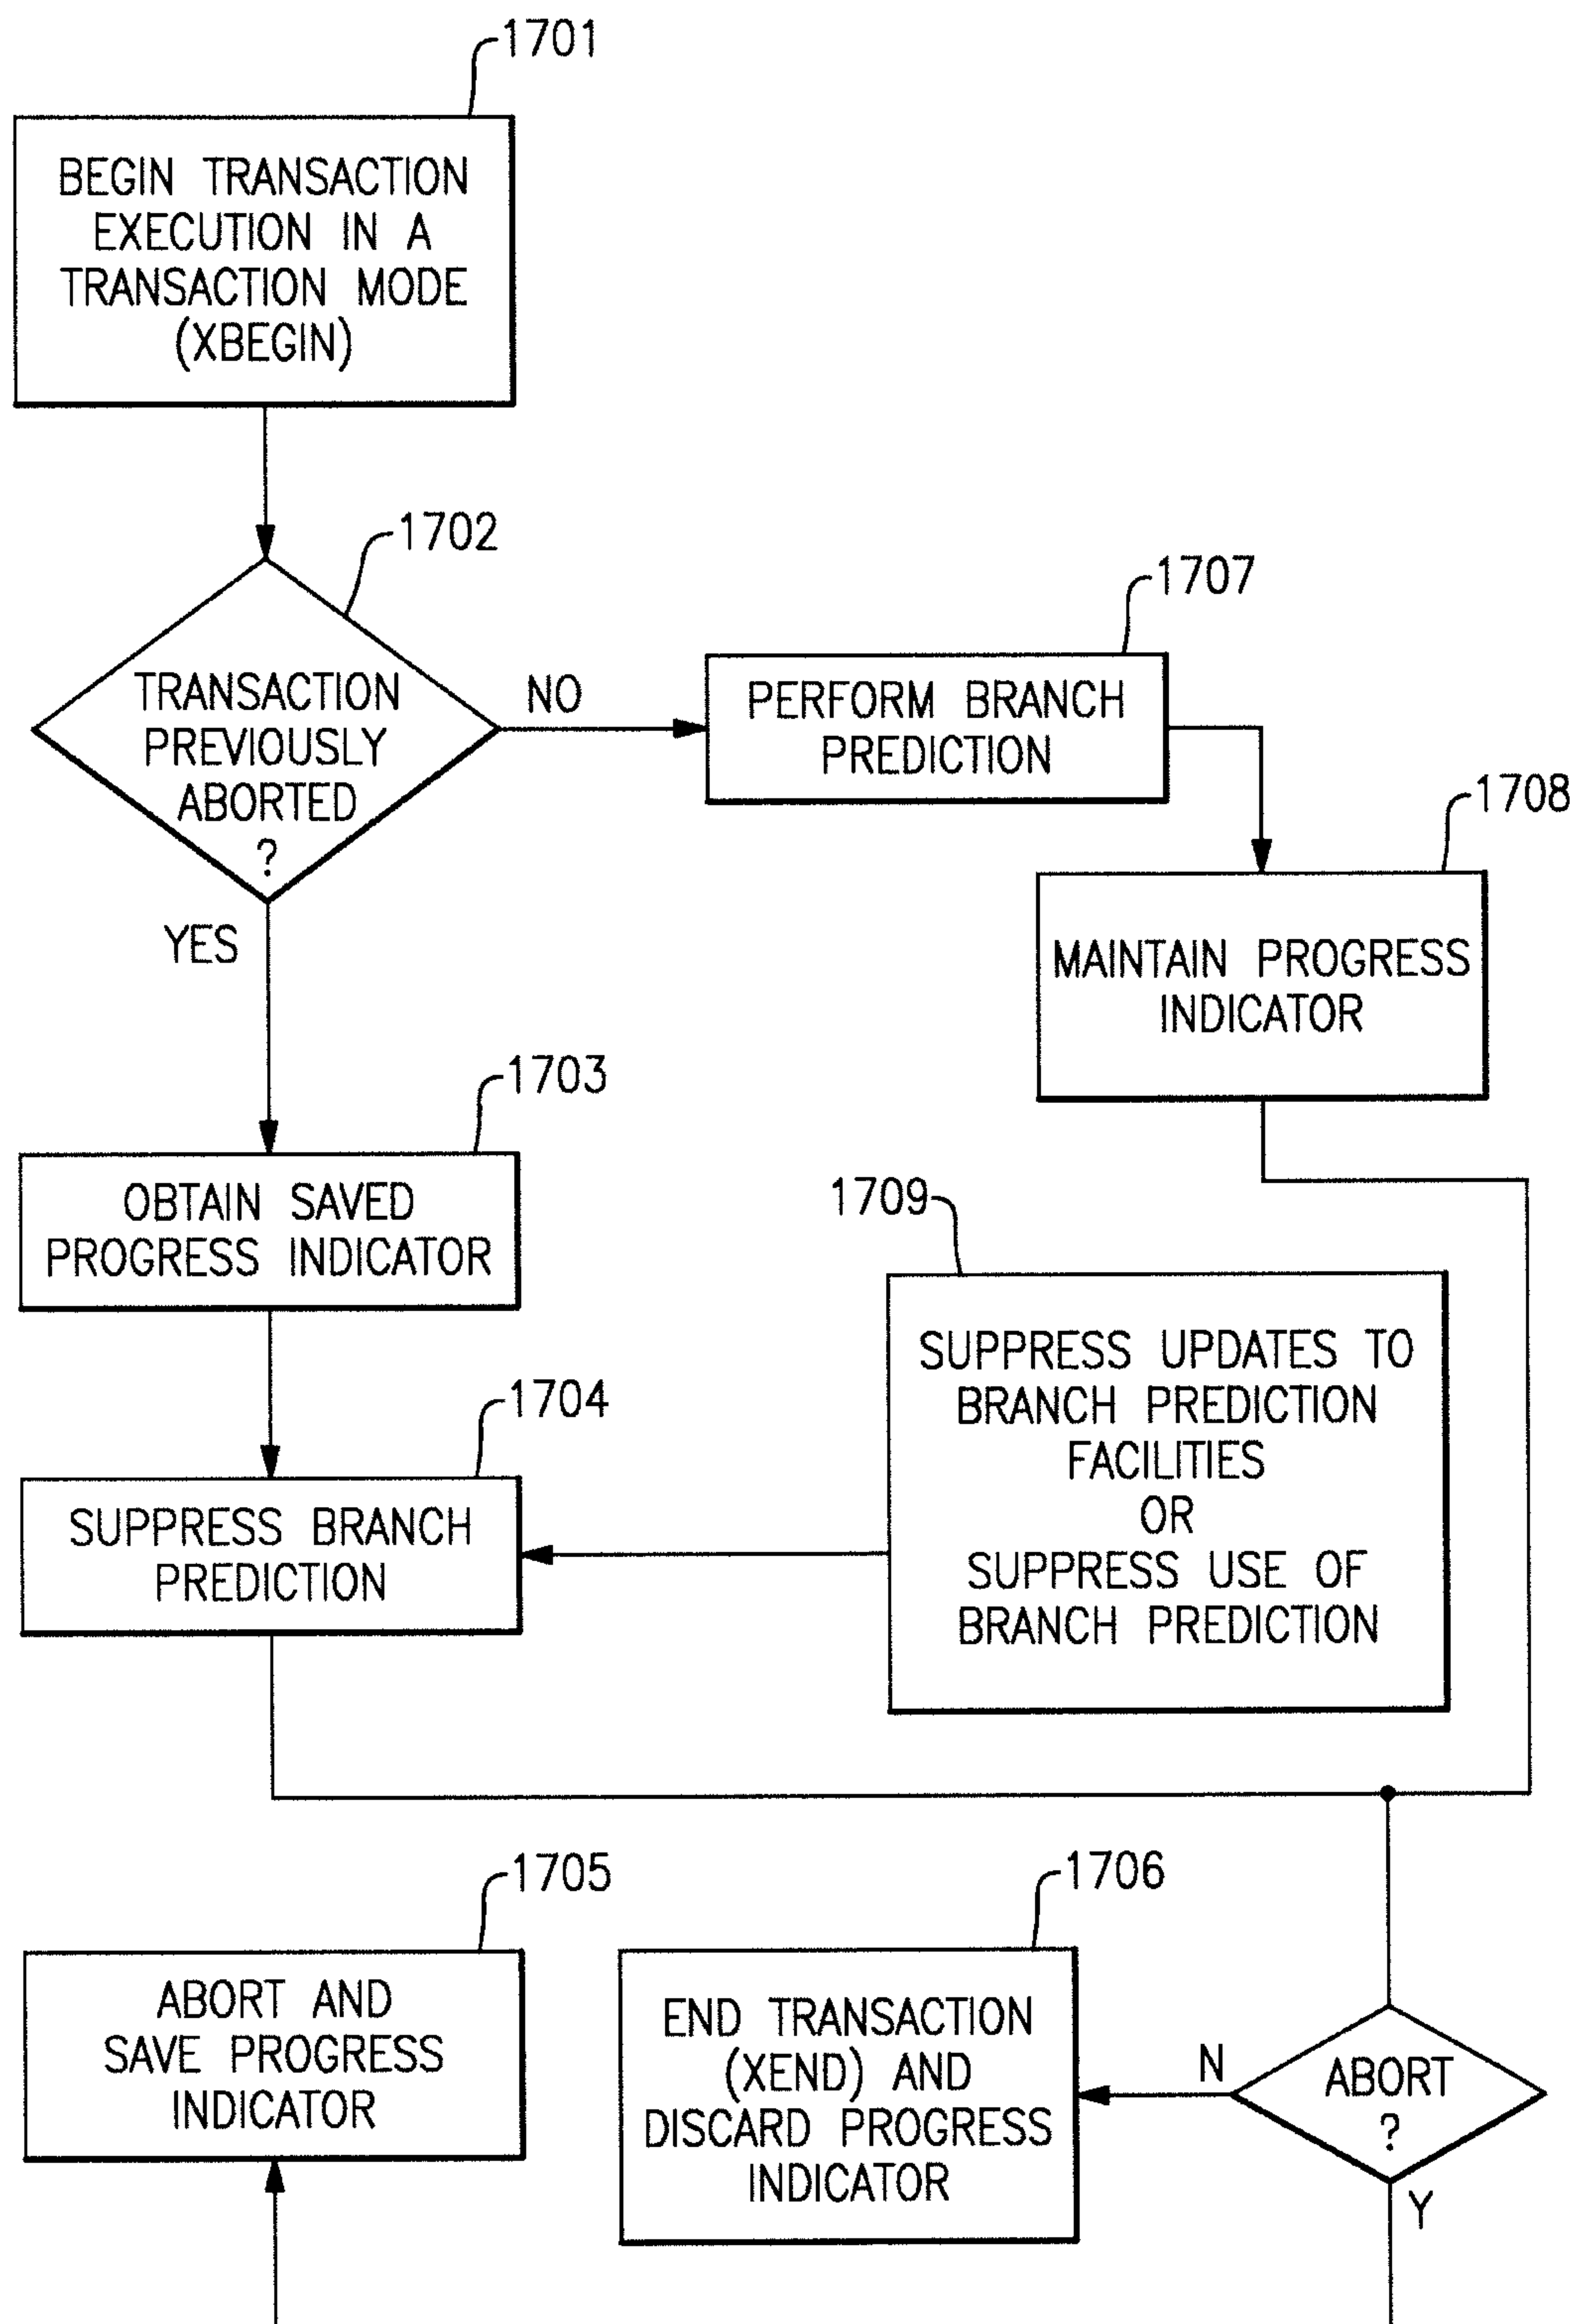 1701
BEGIN TRANSACTION
EXECUTION IN A
TRANSACTION MODE
(XBEGIN)
1702
TRANSACTION
PREVIOUSLY
ABORTED
?
NO
YES
1707
PERFORM BRANCH
PREDICTION
1708
MAINTAIN PROGRESS
INDICATOR
1703
OBTAIN SAVED
PROGRESS INDICATOR
1709
SUPPRESS UPDATES TO
BRANCH PREDICTION
FACILITIES
OR
SUPPRESS USE OF
BRANCH PREDICTION
1704
SUPPRESS BRANCH
PREDICTION
1705
ABORT AND
SAVE PROGRESS
INDICATOR
1706
END TRANSACTION
(XEND) AND
DISCARD PROGRESS
INDICATOR
N
ABORT
?
Y